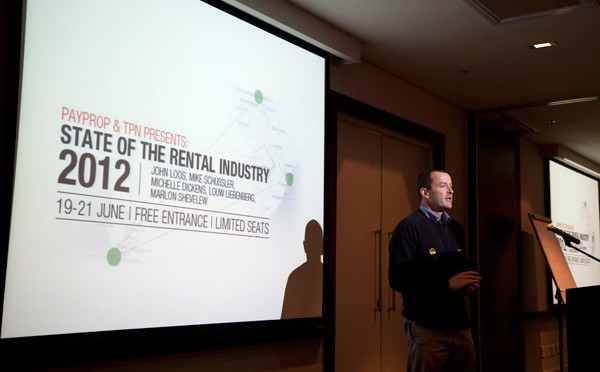 PAYPROP & TPN PRESENTS:
STATE OF THE RENTAL INDUSTRY
2012
JOHN LOOS, MIKE SCHUSSLER,
MICHELLE DICKENS, LOUW LIEBENBERG,
MARLON SHEVELEW
19-21 JUNE | FREE ENTRANCE | LIMITED SEATS